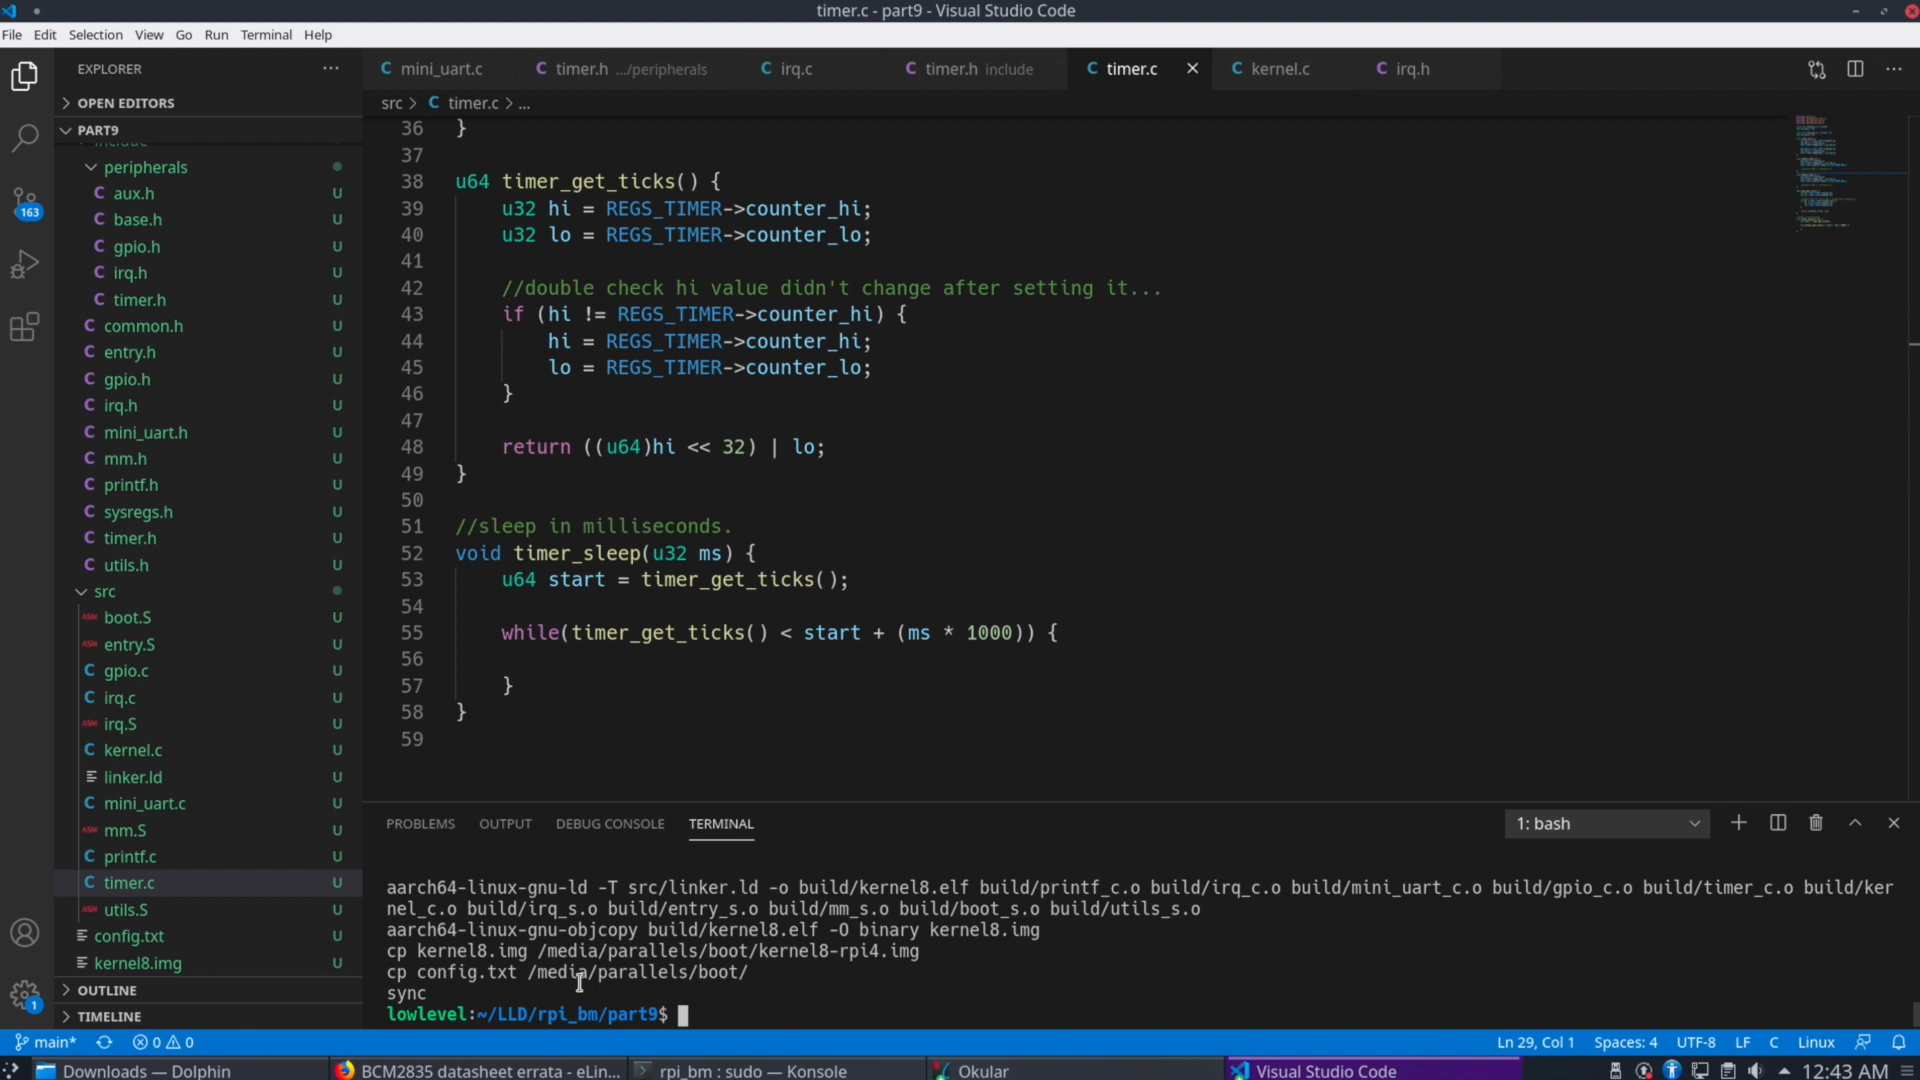 timer.c - part9 - Visual Studio Code
File Edit Selection View Go Run Terminal Help
EXPLORER
OPEN EDITORS
PART9
peripherals
aux.h U
base.h U
gpio.h U
irq.h U
timer.h U
common.h U
entry.h U
gpio.h U
irq.h U
mini_uart.h U
mm.h U
printf.h U
sysregs.h U
timer.h U
utils.h U
src
boot.S U
entry.S U
gpio.c U
irq.c U
irq.S U
kernel.c U
linker.ld U
mini_uart.c U
mm.S U
printf.c U
timer.c U
utils.S U
config.txt U
kernel8.img U
OUTLINE
TIMELINE
163
1
mini_uart.c timer.h .../peripherals irq.c timer.h include timer.c kernel.c irq.h
src > timer.c > ...
36 }
37
38 u64 timer_get_ticks() {
39 u32 hi = REGS_TIMER->counter_hi;
40 u32 lo = REGS_TIMER->counter_lo;
41
42 //double check hi value didn't change after setting it...
43 if (hi != REGS_TIMER->counter_hi) {
44 hi = REGS_TIMER->counter_hi;
45 lo = REGS_TIMER->counter_lo;
46 }
47
48 return ((u64)hi << 32) | lo;
49 }
50
51 //sleep in milliseconds.
52 void timer_sleep(u32 ms) {
53 u64 start = timer_get_ticks();
54
55 while(timer_get_ticks() < start + (ms * 1000)) {
56
57 }
58 }
59
PROBLEMS OUTPUT DEBUG CONSOLE TERMINAL
1: bash
aarch64-linux-gnu-ld -T src/linker.ld -o build/kernel8.elf build/printf_c.o build/irq_c.o build/mini_uart_c.o build/gpio_c.o build/timer_c.o build/ker
nel_c.o build/irq_s.o build/entry_s.o build/mm_s.o build/boot_s.o build/utils_s.o
aarch64-linux-gnu-objcopy build/kernel8.elf -O binary kernel8.img
cp kernel8.img /media/parallels/boot/kernel8-rpi4.img
cp config.txt /media/parallels/boot/
sync
lowlevel:~/LLD/rpi_bm/part9$
main* 0 0
Ln 29, Col 1 Spaces: 4 UTF-8 LF C Linux
Downloads — Dolphin
BCM2835 datasheet errata - eLin...
rpi_bm : sudo — Konsole
Okular
Visual Studio Code
12:43 AM